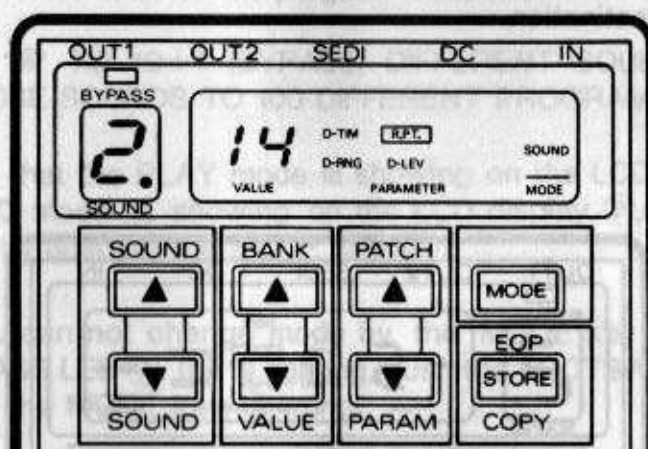 OUT1 OUT2 SEDI DC IN
BYPASS
2.
SOUND
14
VALUE
D-TIM R.PT.
D-RNG D-LEV
PARAMETER
SOUND
MODE
SOUND BANK PATCH
MODE
EOP
STORE
SOUND VALUE PARAM COPY